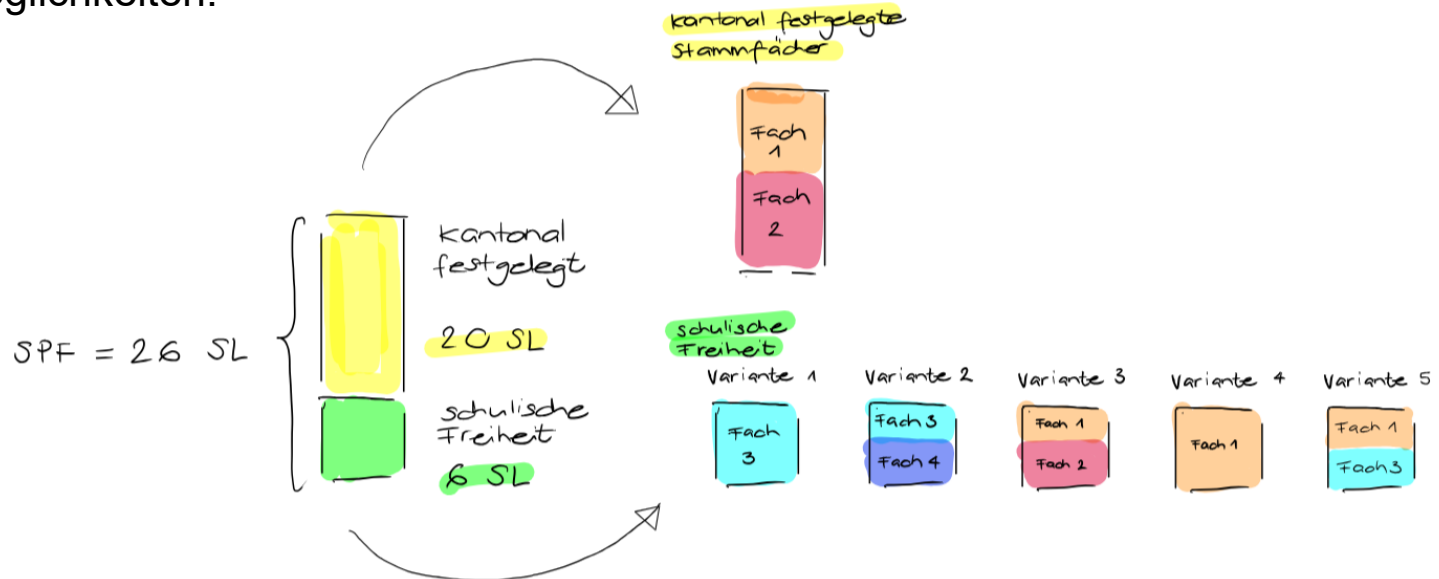 öglichkeiten:
kantonal festgelegte
Stammfächer
Fach
1
Fach
2
SPF = 26 SL
kantonal
festgelegt
20 SL
schulische
Freiheit
6 SL
schulische
Freiheit
Variante 1
Fach
3
Variante 2
Fach 3
Fach 4
Variante 3
Fach 1
Fach 2
Variante 4
Fach 1
Variante 5
Fach 1
Fach 3